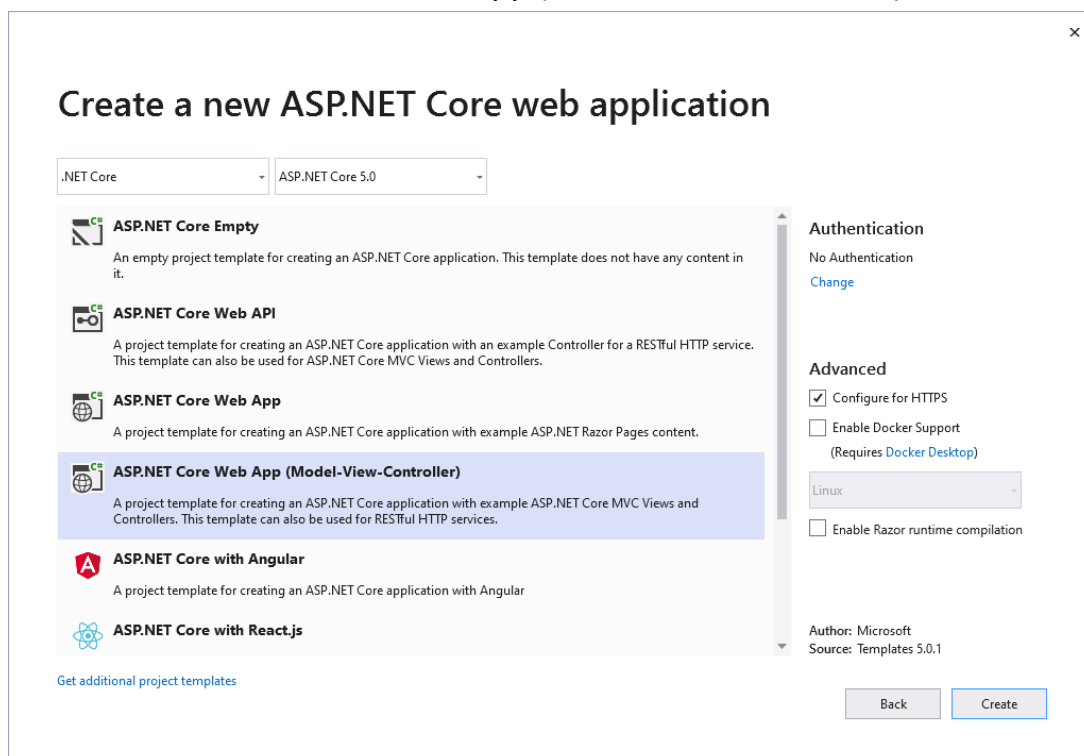 Create a new ASP.NET Core web application
.NET Core
ASP.NET Core 5.0
ASP.NET Core Empty
An empty project template for creating an ASP.NET Core application. This template does not have any content in
it.
ASP.NET Core Web API
A project template for creating an ASP.NET Core application with an example Controller for a RESTful HTTP service.
This template can also be used for ASP.NET Core MVC Views and Controllers.
ASP.NET Core Web App
A project template for creating an ASP.NET Core application with example ASP.NET Razor Pages content.
ASP.NET Core Web App (Model-View-Controller)
A project template for creating an ASP.NET Core application with example ASP.NET Core MVC Views and
Controllers. This template can also be used for RESTful HTTP services.
ASP.NET Core with Angular
A project template for creating an ASP.NET Core application with Angular
ASP.NET Core with React.js
Get additional project templates
Authentication
No Authentication
Change
Advanced
Configure for HTTPS
Enable Docker Support
(Requires Docker Desktop)
Linux
Enable Razor runtime compilation
Author: Microsoft
Source: Templates 5.0.1
Back
Create